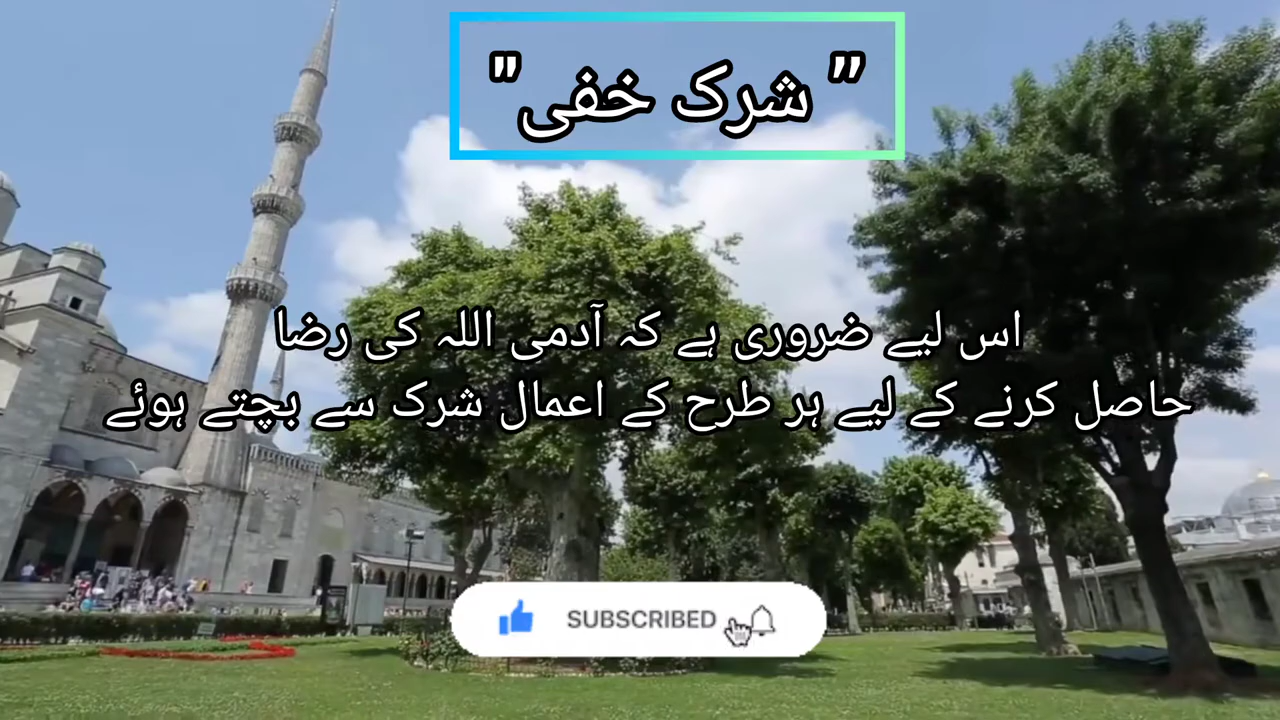 ” شرک خفی"
اس لیے ضروری ہے کہ آدمی اللہ کی رضا
حاصل کرنے کے لیے ہر طرح کے اعمال شرک سے بچتے ہوئے
SUBSCRIBED